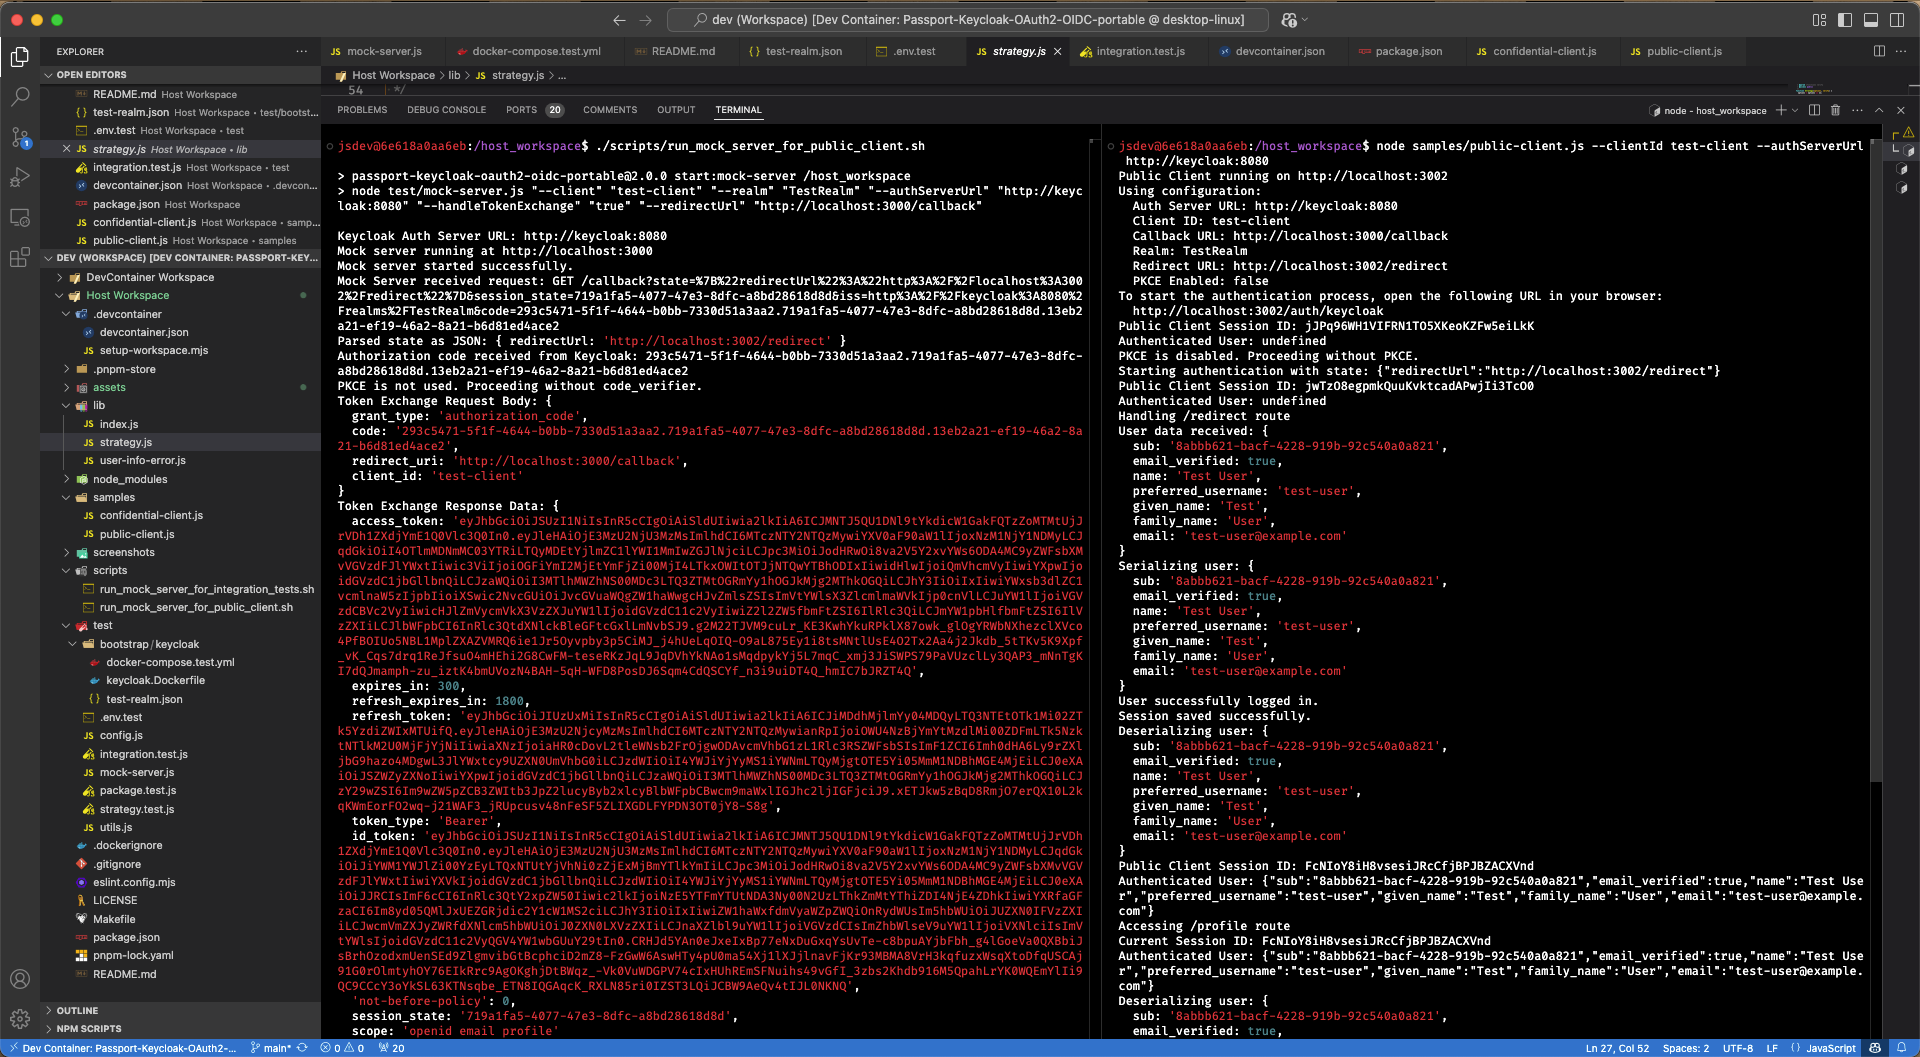 dev (Workspace) [Dev Container: Passport-Keycloak-OAuth2-OIDC-portable @ desktop-linux]
EXPLORER
OPEN EDITORS
README.md Host Workspace
test-realm.json Host Workspace • test/bootst...
.env.test Host Workspace • test
strategy.js Host Workspace • lib
integration.test.js Host Workspace • test
devcontainer.json Host Workspace • .devcon...
package.json Host Workspace
confidential-client.js Host Workspace • samp...
public-client.js Host Workspace • samples
DEV (WORKSPACE) [DEV CONTAINER: PASSPORT-KEY...
DevContainer Workspace
Host Workspace
.devcontainer
devcontainer.json
setup-workspace.mjs
.pnpm-store
assets
lib
index.js
strategy.js
user-info-error.js
node_modules
samples
confidential-client.js
public-client.js
screenshots
scripts
run_mock_server_for_integration_tests.sh
run_mock_server_for_public_client.sh
test
bootstrap/keycloak
docker-compose.test.yml
keycloak.Dockerfile
test-realm.json
.env.test
config.js
integration.test.js
mock-server.js
package.test.js
strategy.test.js
utils.js
.dockerignore
.gitignore
eslint.config.mjs
LICENSE
Makefile
package.json
pnpm-lock.yaml
README.md
OUTLINE
NPM SCRIPTS
mock-server.js docker-compose.test.yml README.md test-realm.json .env.test strategy.js integration.test.js devcontainer.json package.json confidential-client.js public-client.js
Host Workspace > lib > JS strategy.js > ...
54 */
PROBLEMS DEBUG CONSOLE PORTS 20 COMMENTS OUTPUT TERMINAL
node - host_workspace
jsdev@6e618a0aa6eb:/host_workspace$ ./scripts/run_mock_server_for_public_client.sh
> passport-keycloak-oauth2-oidc-portable@2.0.0 start:mock-server /host_workspace
> node test/mock-server.js "--client" "test-client" "--realm" "TestRealm" "--authServerUrl" "http://keyc
loak:8080" "--handleTokenExchange" "true" "--redirectUrl" "http://localhost:3000/callback"
Keycloak Auth Server URL: http://keycloak:8080
Mock server running at http://localhost:3000
Mock server started successfully.
Mock Server received request: GET /callback?state=%7B%22redirectUrl%22%3A%22http%3A%2F%2Flocalhost%3A300
2%2Fredirect%22%7D&session_state=719a1fa5-4077-47e3-8dfc-a8bd28618d8d&iss=http%3A%2F%2Fkeycloak%3A8080%2
Frealms%2FTestRealm&code=293c5471-5f1f-4644-b0bb-7330d51a3aa2.719a1fa5-4077-47e3-8dfc-a8bd28618d8d.13eb2
a21-ef19-46a2-8a21-b6d81ed4ace2
Parsed state as JSON: { redirectUrl: 'http://localhost:3002/redirect' }
Authorization code received from Keycloak: 293c5471-5f1f-4644-b0bb-7330d51a3aa2.719a1fa5-4077-47e3-8dfc-
a8bd28618d8d.13eb2a21-ef19-46a2-8a21-b6d81ed4ace2
PKCE is not used. Proceeding without code_verifier.
Token Exchange Request Body: {
grant_type: 'authorization_code',
code: '293c5471-5f1f-4644-b0bb-7330d51a3aa2.719a1fa5-4077-47e3-8dfc-a8bd28618d8d.13eb2a21-ef19-46a2-8a
21-b6d81ed4ace2',
redirect_uri: 'http://localhost:3000/callback',
client_id: 'test-client'
}
Token Exchange Response Data: {
access_token:
expires_in: 300,
refresh_expires_in: 1800,
refresh_token:
token_type: 'Bearer',
id_token:
'not-before-policy': 0,
session_state: '719a1fa5-4077-47e3-8dfc-a8bd28618d8d',
scope: 'openid email profile'
jsdev@6e618a0aa6eb:/host_workspace$ node samples/public-client.js --clientId test-client --authServerUrl
http://keycloak:8080
Public Client running on http://localhost:3002
Using configuration:
Auth Server URL: http://keycloak:8080
Client ID: test-client
Callback URL: http://localhost:3000/callback
Realm: TestRealm
Redirect URL: http://localhost:3002/redirect
PKCE Enabled: false
To start the authentication process, open the following URL in your browser:
http://localhost:3002/auth/keycloak
Public Client Session ID: jJPq96WH1VIFRN1TO5XKeoKZFw5eiLkK
Authenticated User: undefined
PKCE is disabled. Proceeding without PKCE.
Starting authentication with state: {"redirectUrl":"http://localhost:3002/redirect"}
Public Client Session ID: jwTzO8egpmkQuuKvktcadAPwjIi3TcO0
Authenticated User: undefined
Handling /redirect route
User data received: {
sub: '8abbb621-bacf-4228-919b-92c540a0a821',
email_verified: true,
name: 'Test User',
preferred_username: 'test-user',
given_name: 'Test',
family_name: 'User',
email: 'test-user@example.com'
}
Serializing user: {
sub: '8abbb621-bacf-4228-919b-92c540a0a821',
email_verified: true,
name: 'Test User',
preferred_username: 'test-user',
given_name: 'Test',
family_name: 'User',
email: 'test-user@example.com'
}
User successfully logged in.
Session saved successfully.
Deserializing user: {
sub: '8abbb621-bacf-4228-919b-92c540a0a821',
email_verified: true,
name: 'Test User',
preferred_username: 'test-user',
given_name: 'Test',
family_name: 'User',
email: 'test-user@example.com'
}
Public Client Session ID: FcNIoY8iH8vsesiJRcCfjBPJBZACXVnd
Authenticated User: {"sub":"8abbb621-bacf-4228-919b-92c540a0a821","email_verified":true,"name":"Test Use
r","preferred_username":"test-user","given_name":"Test","family_name":"User","email":"test-user@example.
com"}
Accessing /profile route
Current Session ID: FcNIoY8iH8vsesiJRcCfjBPJBZACXVnd
Authenticated User: {"sub":"8abbb621-bacf-4228-919b-92c540a0a821","email_verified":true,"name":"Test Use
r","preferred_username":"test-user","given_name":"Test","family_name":"User","email":"test-user@example.
com"}
Deserializing user: {
sub: '8abbb621-bacf-4228-919b-92c540a0a821',
email_verified: true,
Dev Container: Passport-Keycloak-OAuth2-... main* 0 0 20
Ln 27, Col 52 Spaces: 2 UTF-8 LF JavaScript